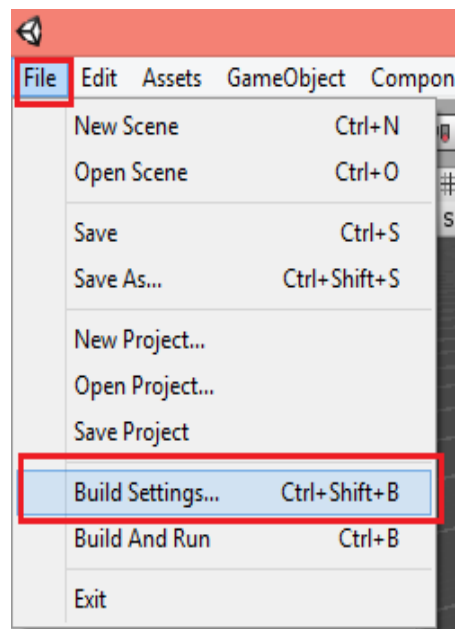 File Edit Assets GameObject Compon
New Scene Ctrl+N
Open Scene Ctrl+O
Save Ctrl+S
Save As... Ctrl+Shift+S
New Project...
Open Project...
Save Project
Build Settings... Ctrl+Shift+B
Build And Run Ctrl+B
Exit